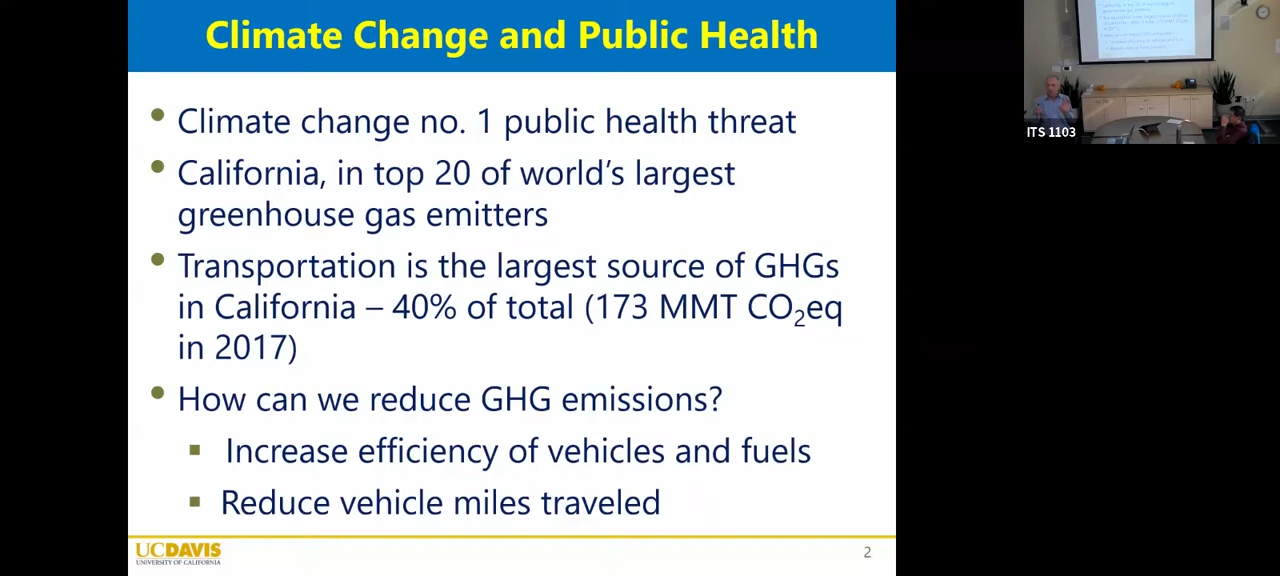 Climate Change and Public Health
• Climate change no. 1 public health threat
• California, in top 20 of world's largest
greenhouse gas emitters
• Transportation is the largest source of GHGs
in California – 40% of total (173 MMT CO₂eq
in 2017)
• How can we reduce GHG emissions?
▪ Increase efficiency of vehicles and fuels
▪ Reduce vehicle miles traveled
UCDAVIS
UNIVERSITY OF CALIFORNIA
2
ITS 1103